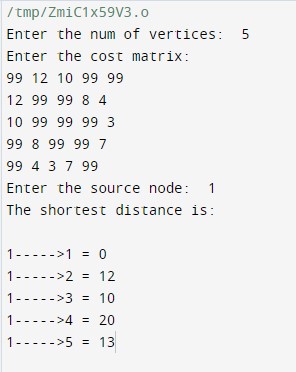 /tmp/ZmiC1x59V3.o
Enter the num of vertices:  5
Enter the cost matrix:
99 12 10 99 99
12 99 99 8 4
10 99 99 99 3
99 8 99 99 7
99 4 3 7 99
Enter the source node:  1
The shortest distance is:

1----->1 = 0
1----->2 = 12
1----->3 = 10
1----->4 = 20
1----->5 = 13